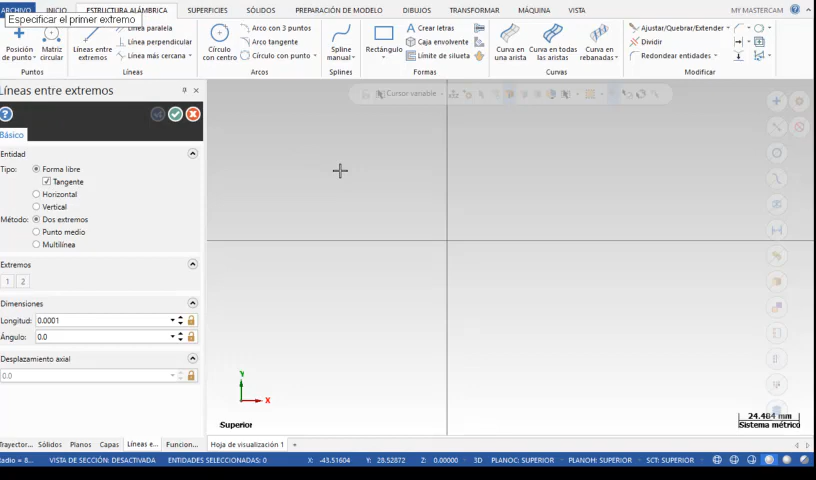 ARCHIVO INICIO ESTRUCTURA ALÁMBRICA SUPERFICIES SÓLIDOS PREPARACIÓN DE MODELO DIBUJOS TRANSFORMAR MÁQUINA VISTA MY MASTERCAM
Especificar el primer extremo
Línea paralela
Línea perpendicular
Línea más cercana
Posición de punto
Matriz circular
Líneas entre extremos
Círculo con centro
Arco con 3 puntos
Arco tangente
Círculo con punto
Spline manual
Rectángulo
Crear letras
Caja envolvente
Límite de silueta
Curva en una arista
Curva en todas las aristas
Curva en rebanadas
Ajustar/Quebrar/Extender
Dividir
Redondear entidades
Puntos Líneas Arcos Splines Formas Curvas Modificar
Líneas entre extremos
Cursor variable
Básico
Entidad
Tipo: Forma libre
Tangente
Horizontal
Vertical
Método: Dos extremos
Punto medio
Multilínea
Extremos
1 2
Dimensiones
Longitud: 0.0001
Ángulo: 0.0
Desplazamiento axial
0.0
Y
X
Superior
24.484 mm
Sistema métrico
Trayector... Sólidos Planos Capas Líneas e... Funcion... Hoja de visualización 1 +
Radio = 8... VISTA DE SECCIÓN: DESACTIVADA ENTIDADES SELECCIONADAS: 0 X: -43.51604 Y: 28.52872 Z: 0.00000 3D PLANOC: SUPERIOR PLANOH: SUPERIOR SCT: SUPERIOR